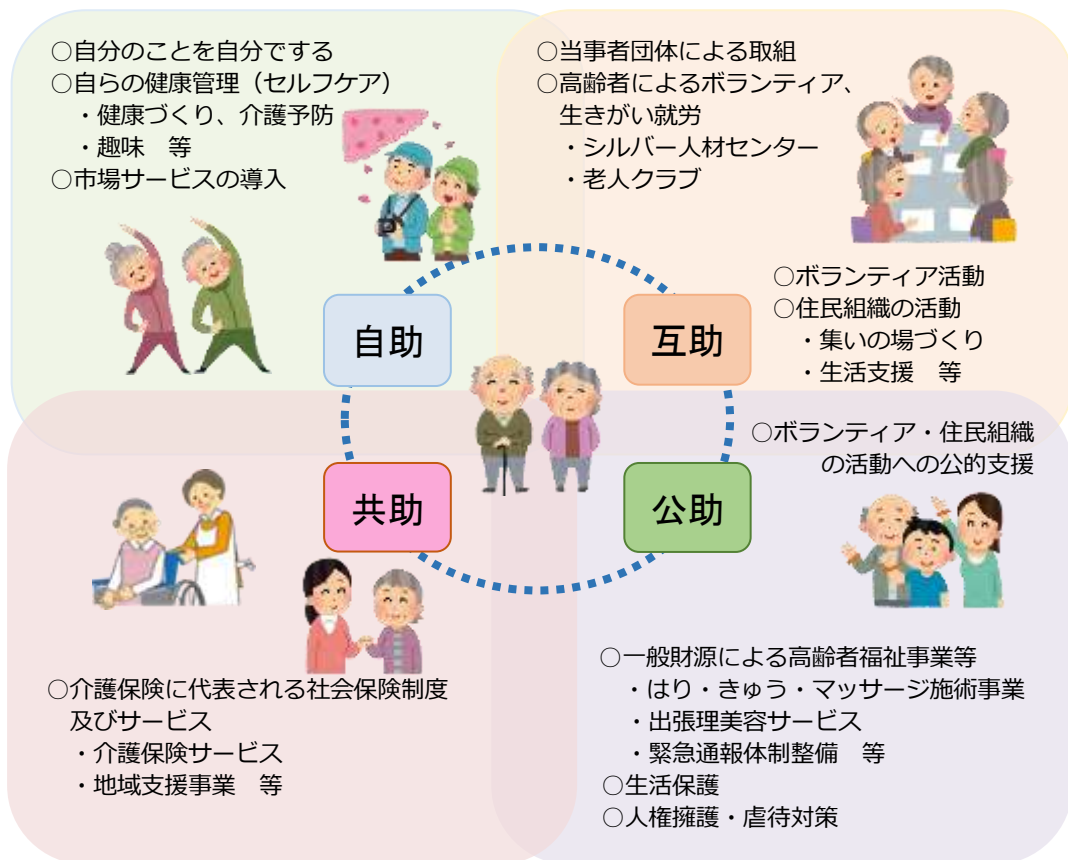 ○自分のことを自分でする
○自らの健康管理（セルフケア）
・健康づくり、介護予防
・趣味　等
○市場サービスの導入
○当事者団体による取組
○高齢者によるボランティア、
生きがい就労
・シルバー人材センター
・老人クラブ
○ボランティア活動
○住民組織の活動
・集いの場づくり
・生活支援　等
自助
互助
共助
公助
○ボランティア・住民組織
の活動への公的支援
○介護保険に代表される社会保険制度
及びサービス
・介護保険サービス
・地域支援事業　等
○一般財源による高齢者福祉事業等
・はり・きゅう・マッサージ施術事業
・出張理美容サービス
・緊急通報体制整備　等
○生活保護
○人権擁護・虐待対策